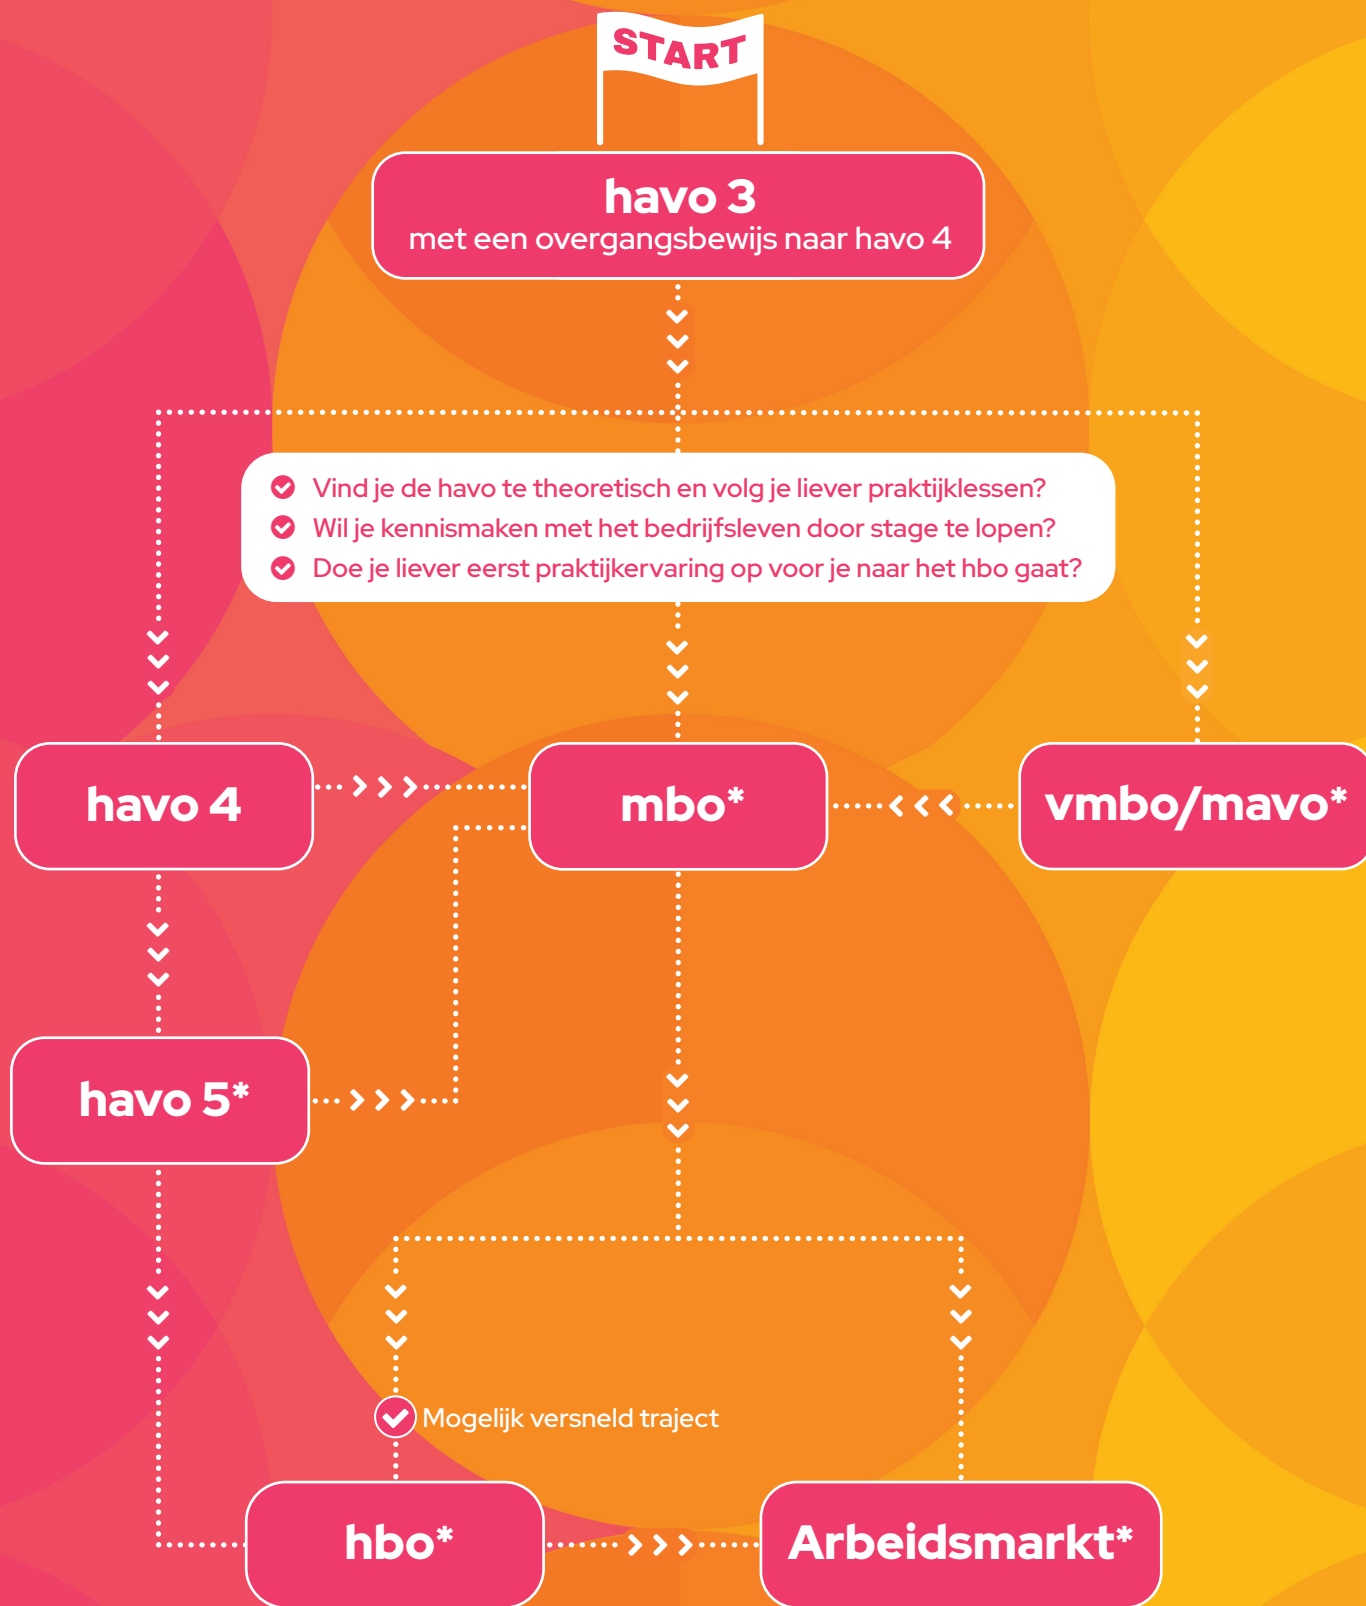 START
havo 3
met een overgangsbewijs naar havo 4
Vind je de havo te theoretisch en volg je liever praktijklessen?
Wil je kennismaken met het bedrijfsleven door stage te lopen?
Doe je liever eerst praktijkervaring op voor je naar het hbo gaat?
havo 4
mbo*
vmbo/mavo*
havo 5*
Mogelijk versneld traject
hbo*
Arbeidsmarkt*